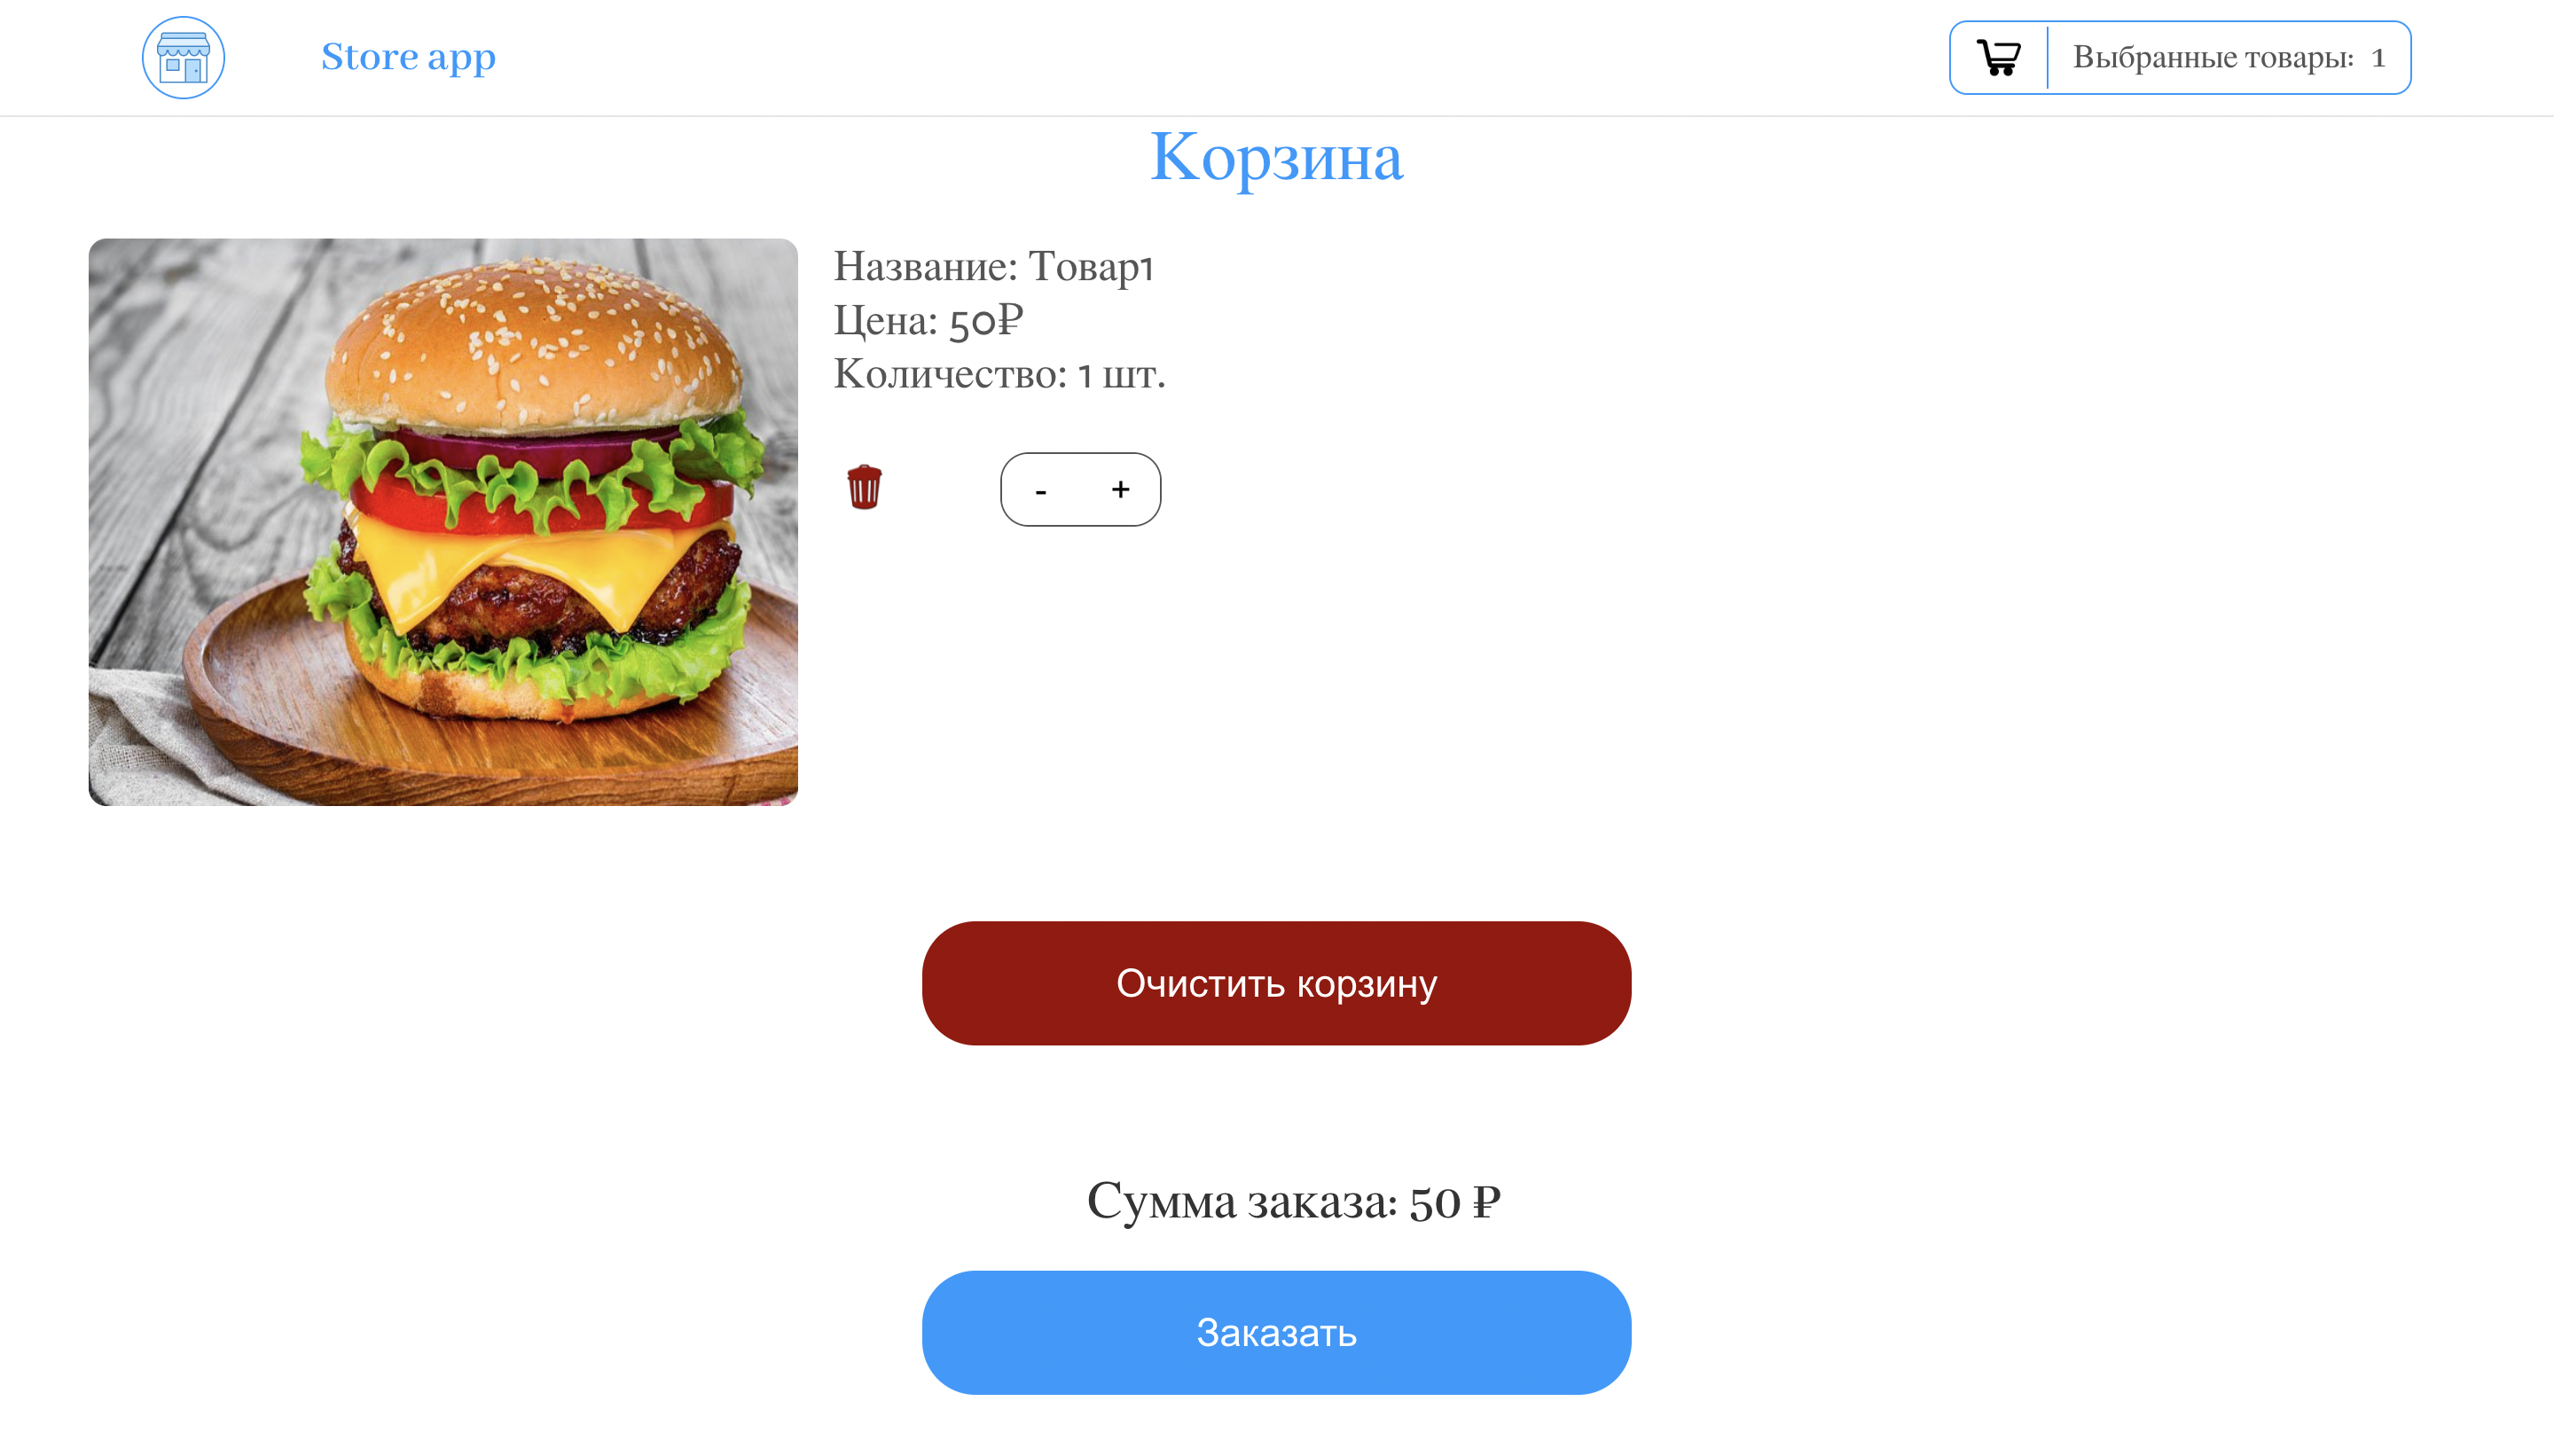 Store app
Выбранные товары: 1
Корзина
Название: Товар1
Цена: 50₽
Количество: 1 шт.
- +
Очистить корзину
Сумма заказа: 50 ₽
Заказать